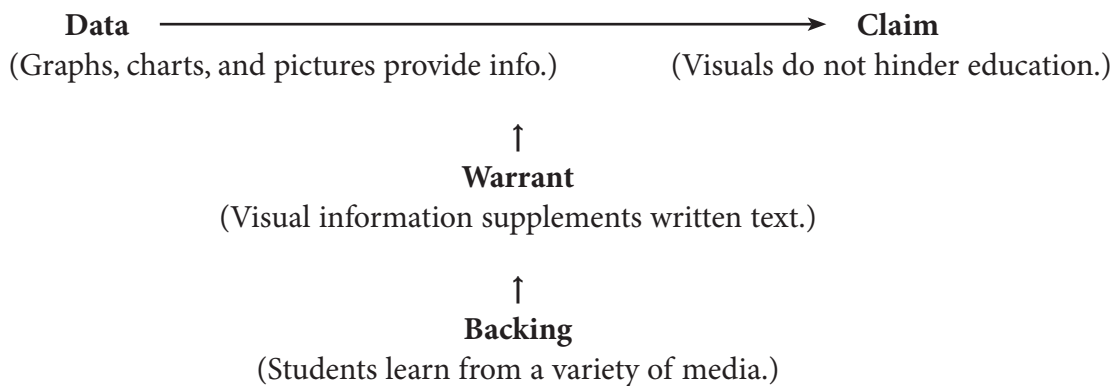 Data Claim
(Graphs, charts, and pictures provide info.) (Visuals do not hinder education.)
Warrant
(Visual information supplements written text.)
Backing
(Students learn from a variety of media.)